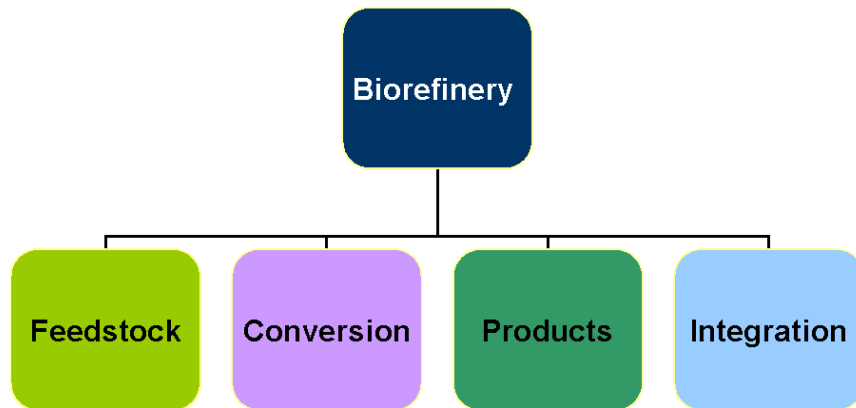 Biorefinery
Feedstock
Conversion
Products
Integration